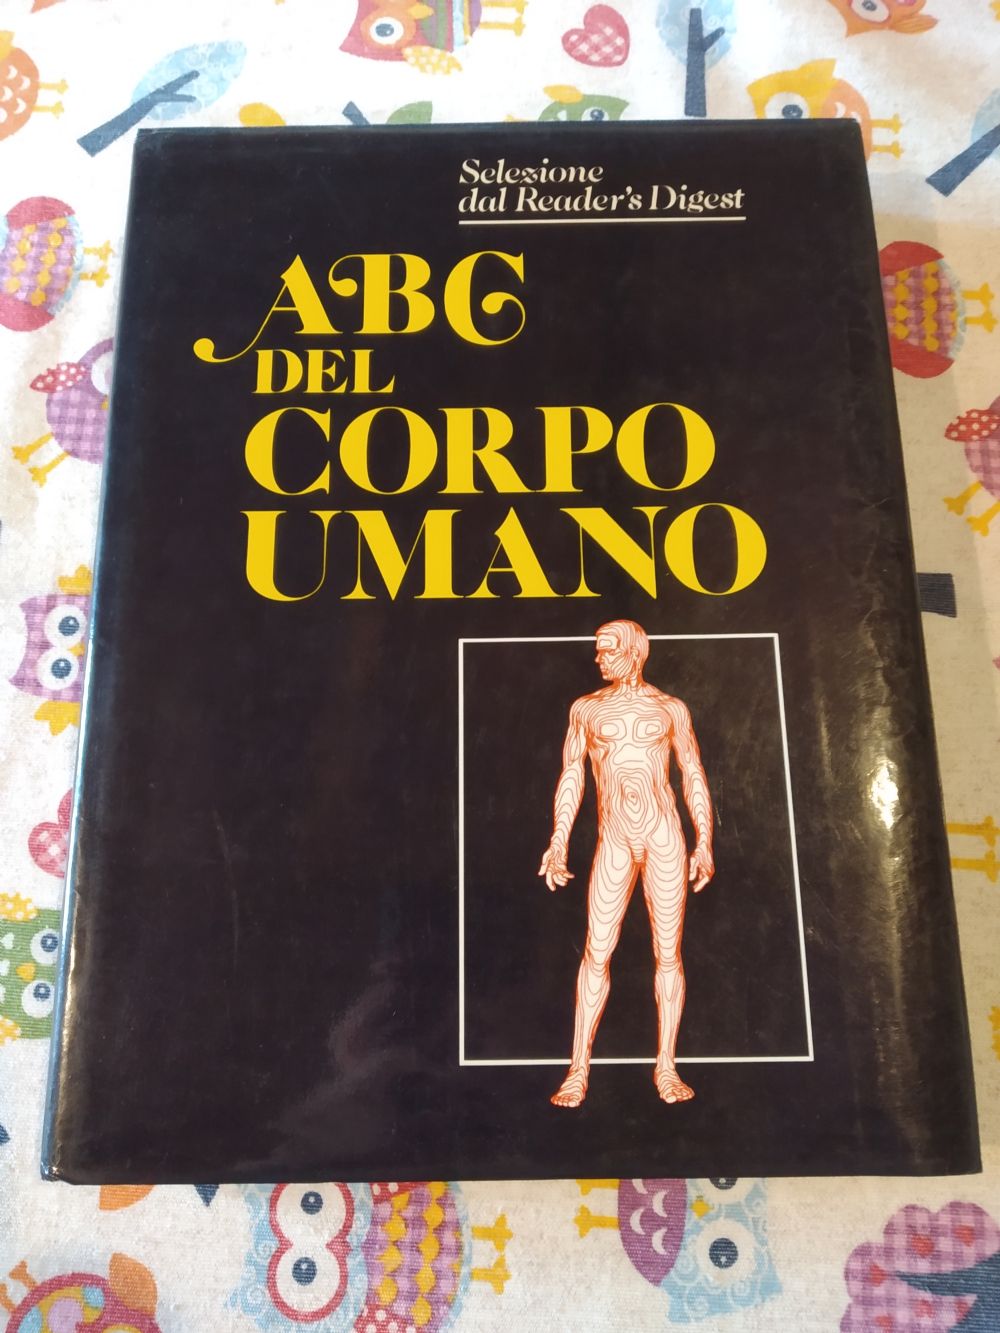 Selezione
dal Reader's Digest
ABC
DEL
CORPO
UMANO